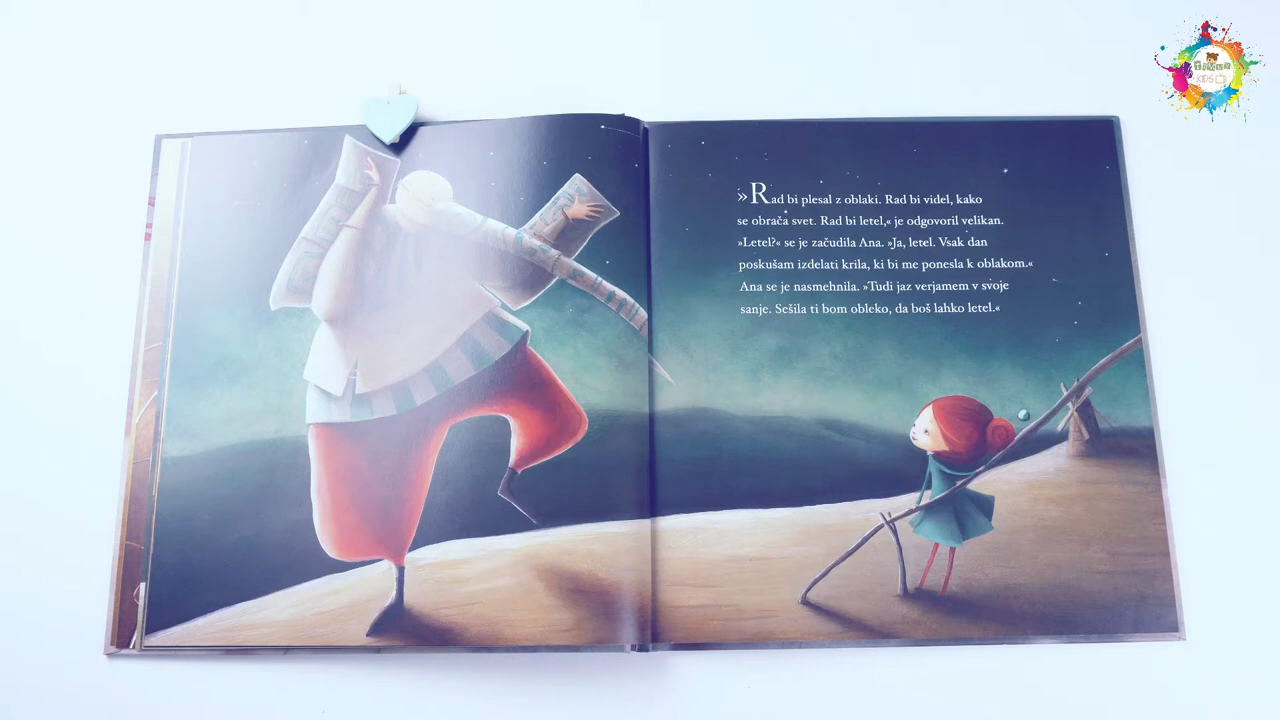 »Rad bi plesal z oblaki. Rad bi videl, kako
se obrača svet. Rad bi letel,« je odgovoril velikan.
»Letel?« se je začudila Ana. »Ja, letel. Vsak dan
poskušam izdelati krila, ki bi me ponesla k oblakom.«
Ana se je nasmehnila. »Tudi jaz verjamem v svoje
sanje. Sešila ti bom obleko, da boš lahko letel.«
KIDS